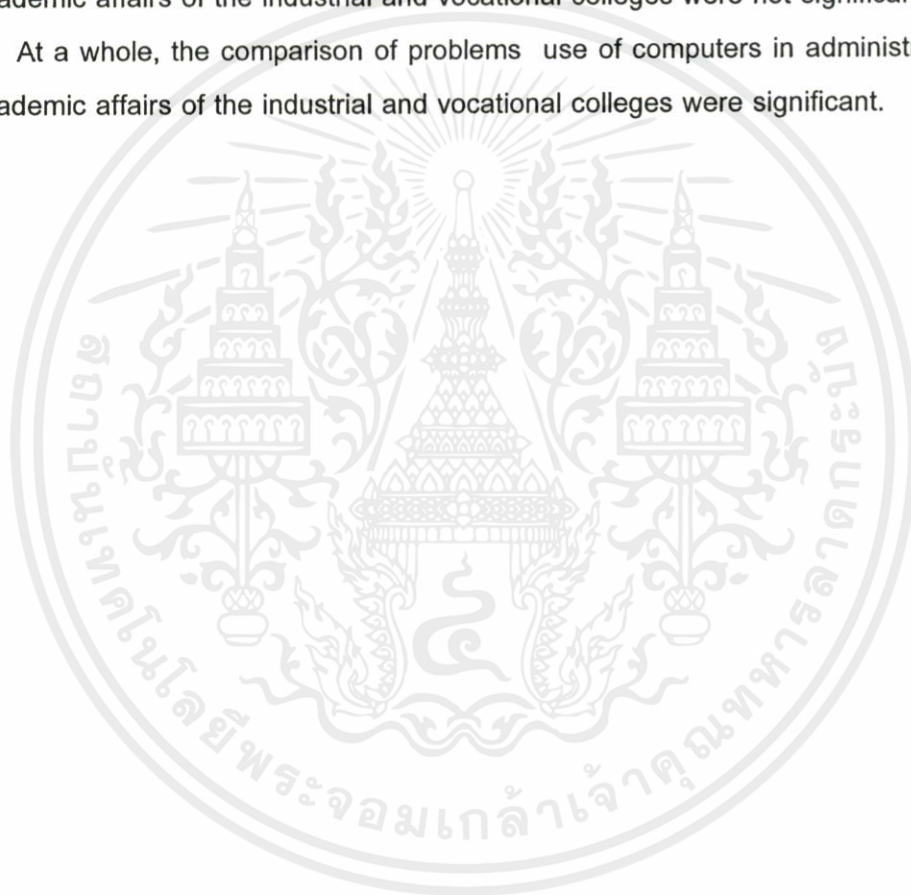 ademic affairs of the industrial and vocational colleges were not significa
At a whole, the comparison of problems use of computers in administ
ademic affairs of the industrial and vocational colleges were significant.
สถาบันเทคโนโลยีพระจอมเกล้าเจ้าคุณทหารลาดกระบัง